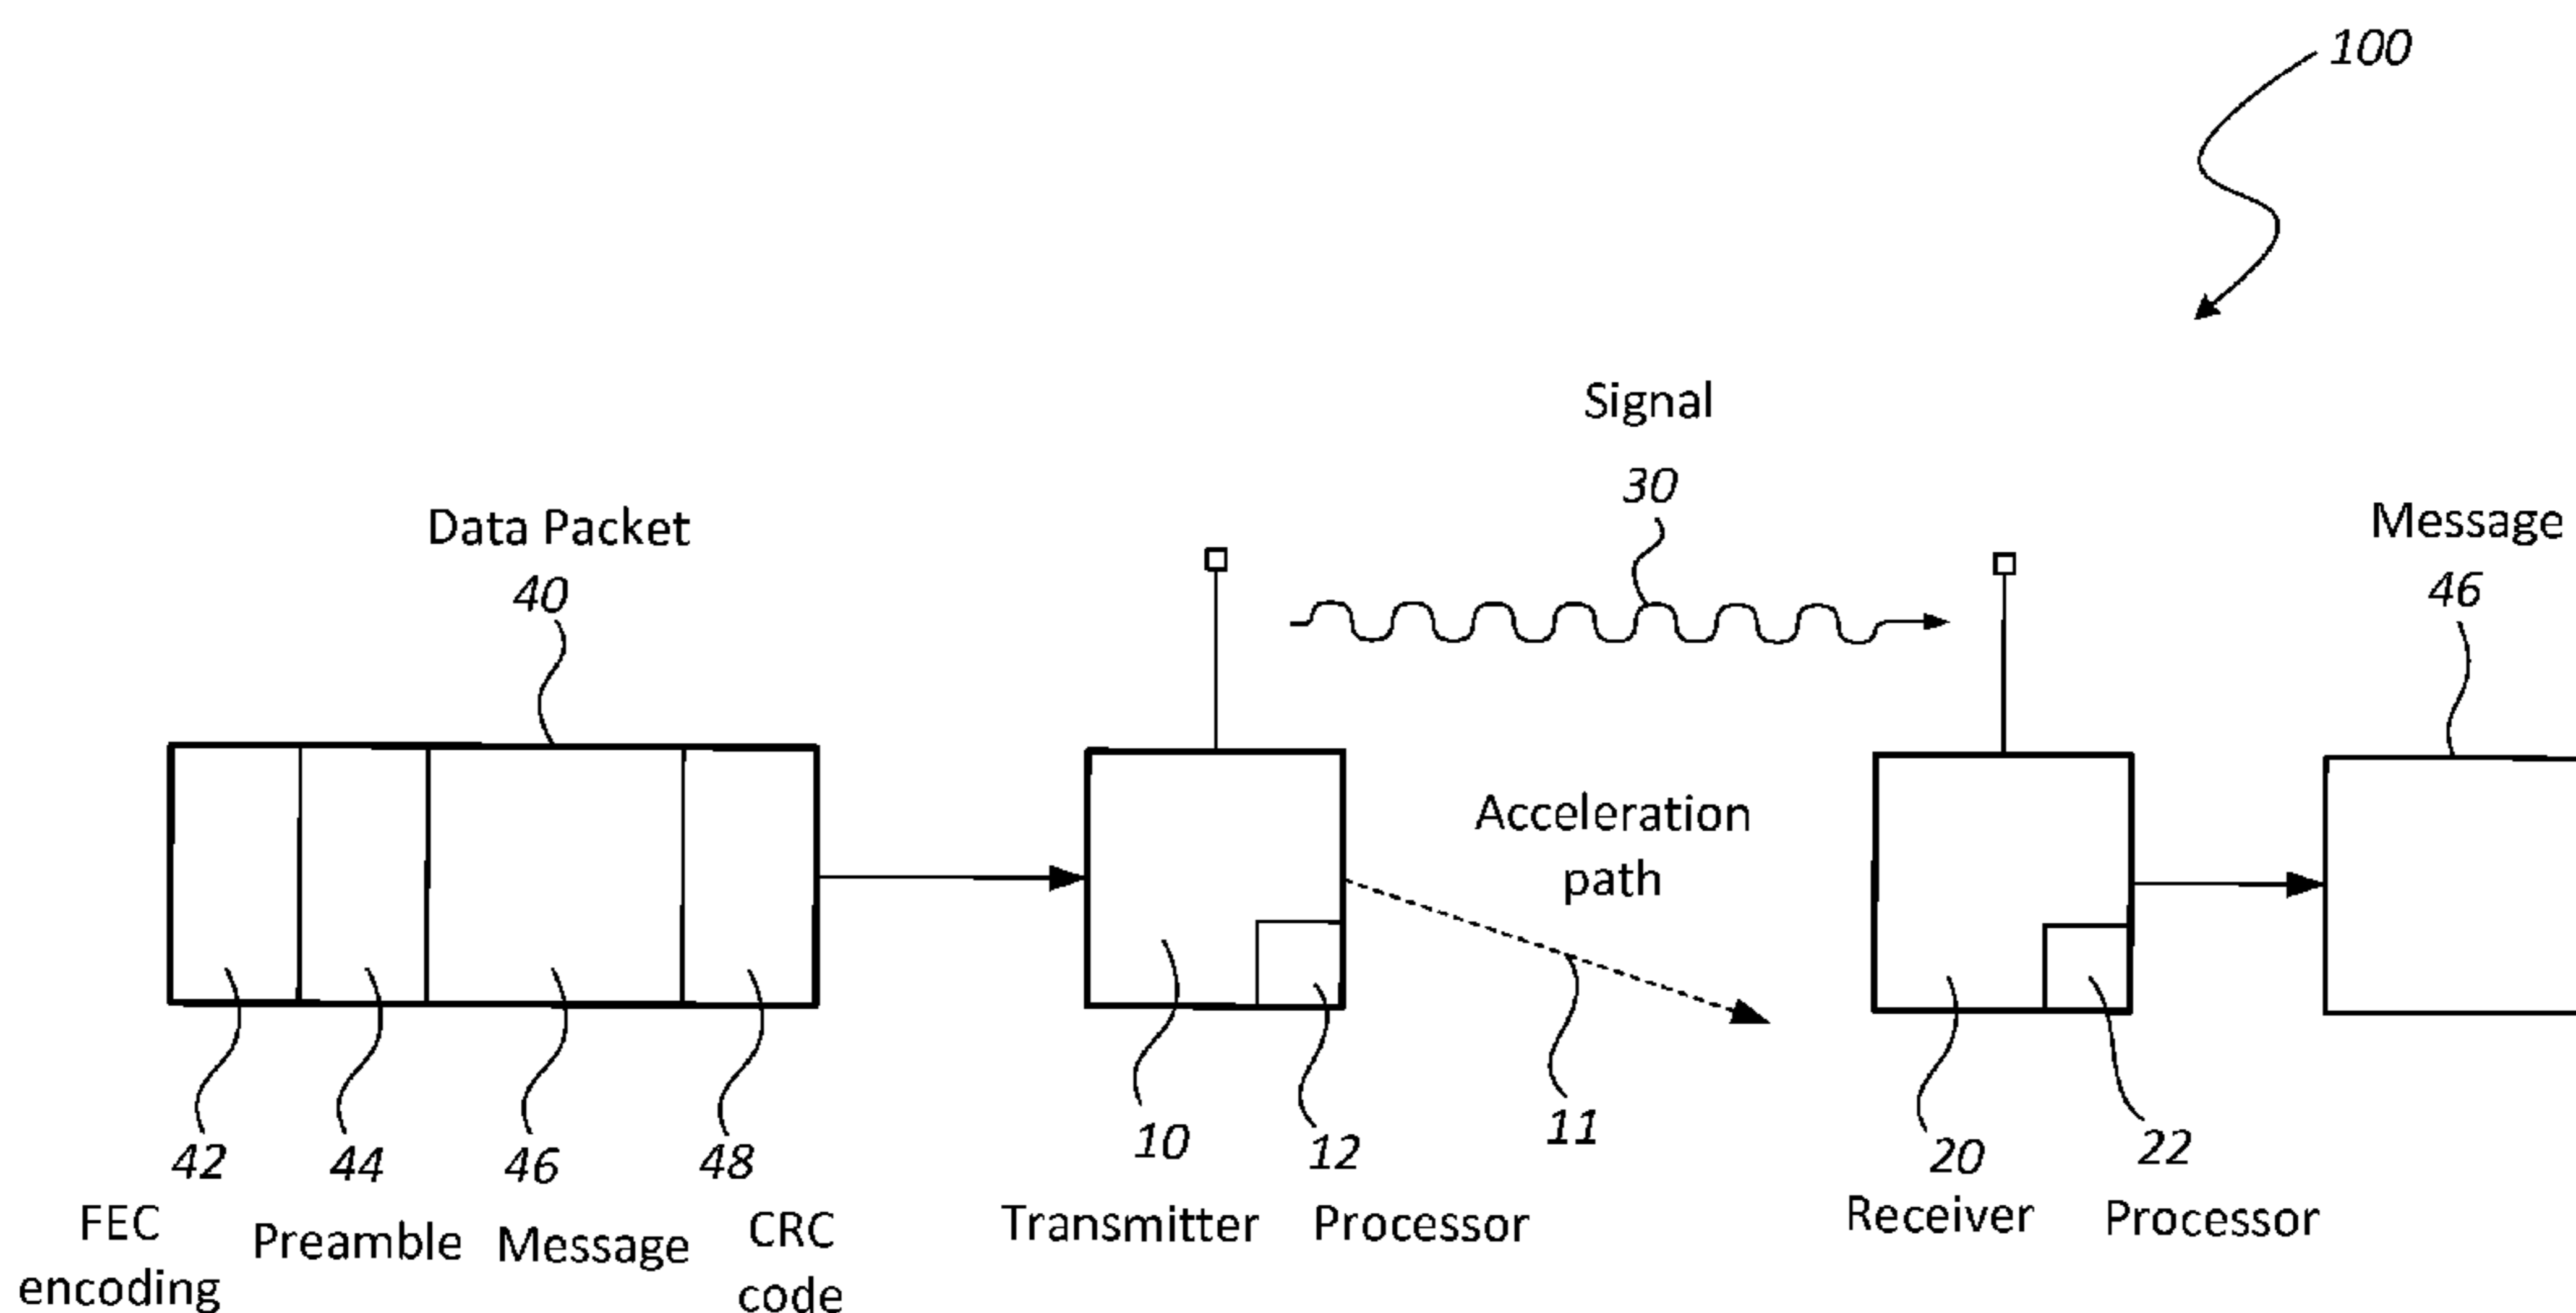 100
Signal
30
Data Packet
40
Message
46
Acceleration
path
42
44
46
48
10
12
11
20
22
FEC
encoding
Preamble
Message
CRC
code
Transmitter
Processor
Receiver
Processor